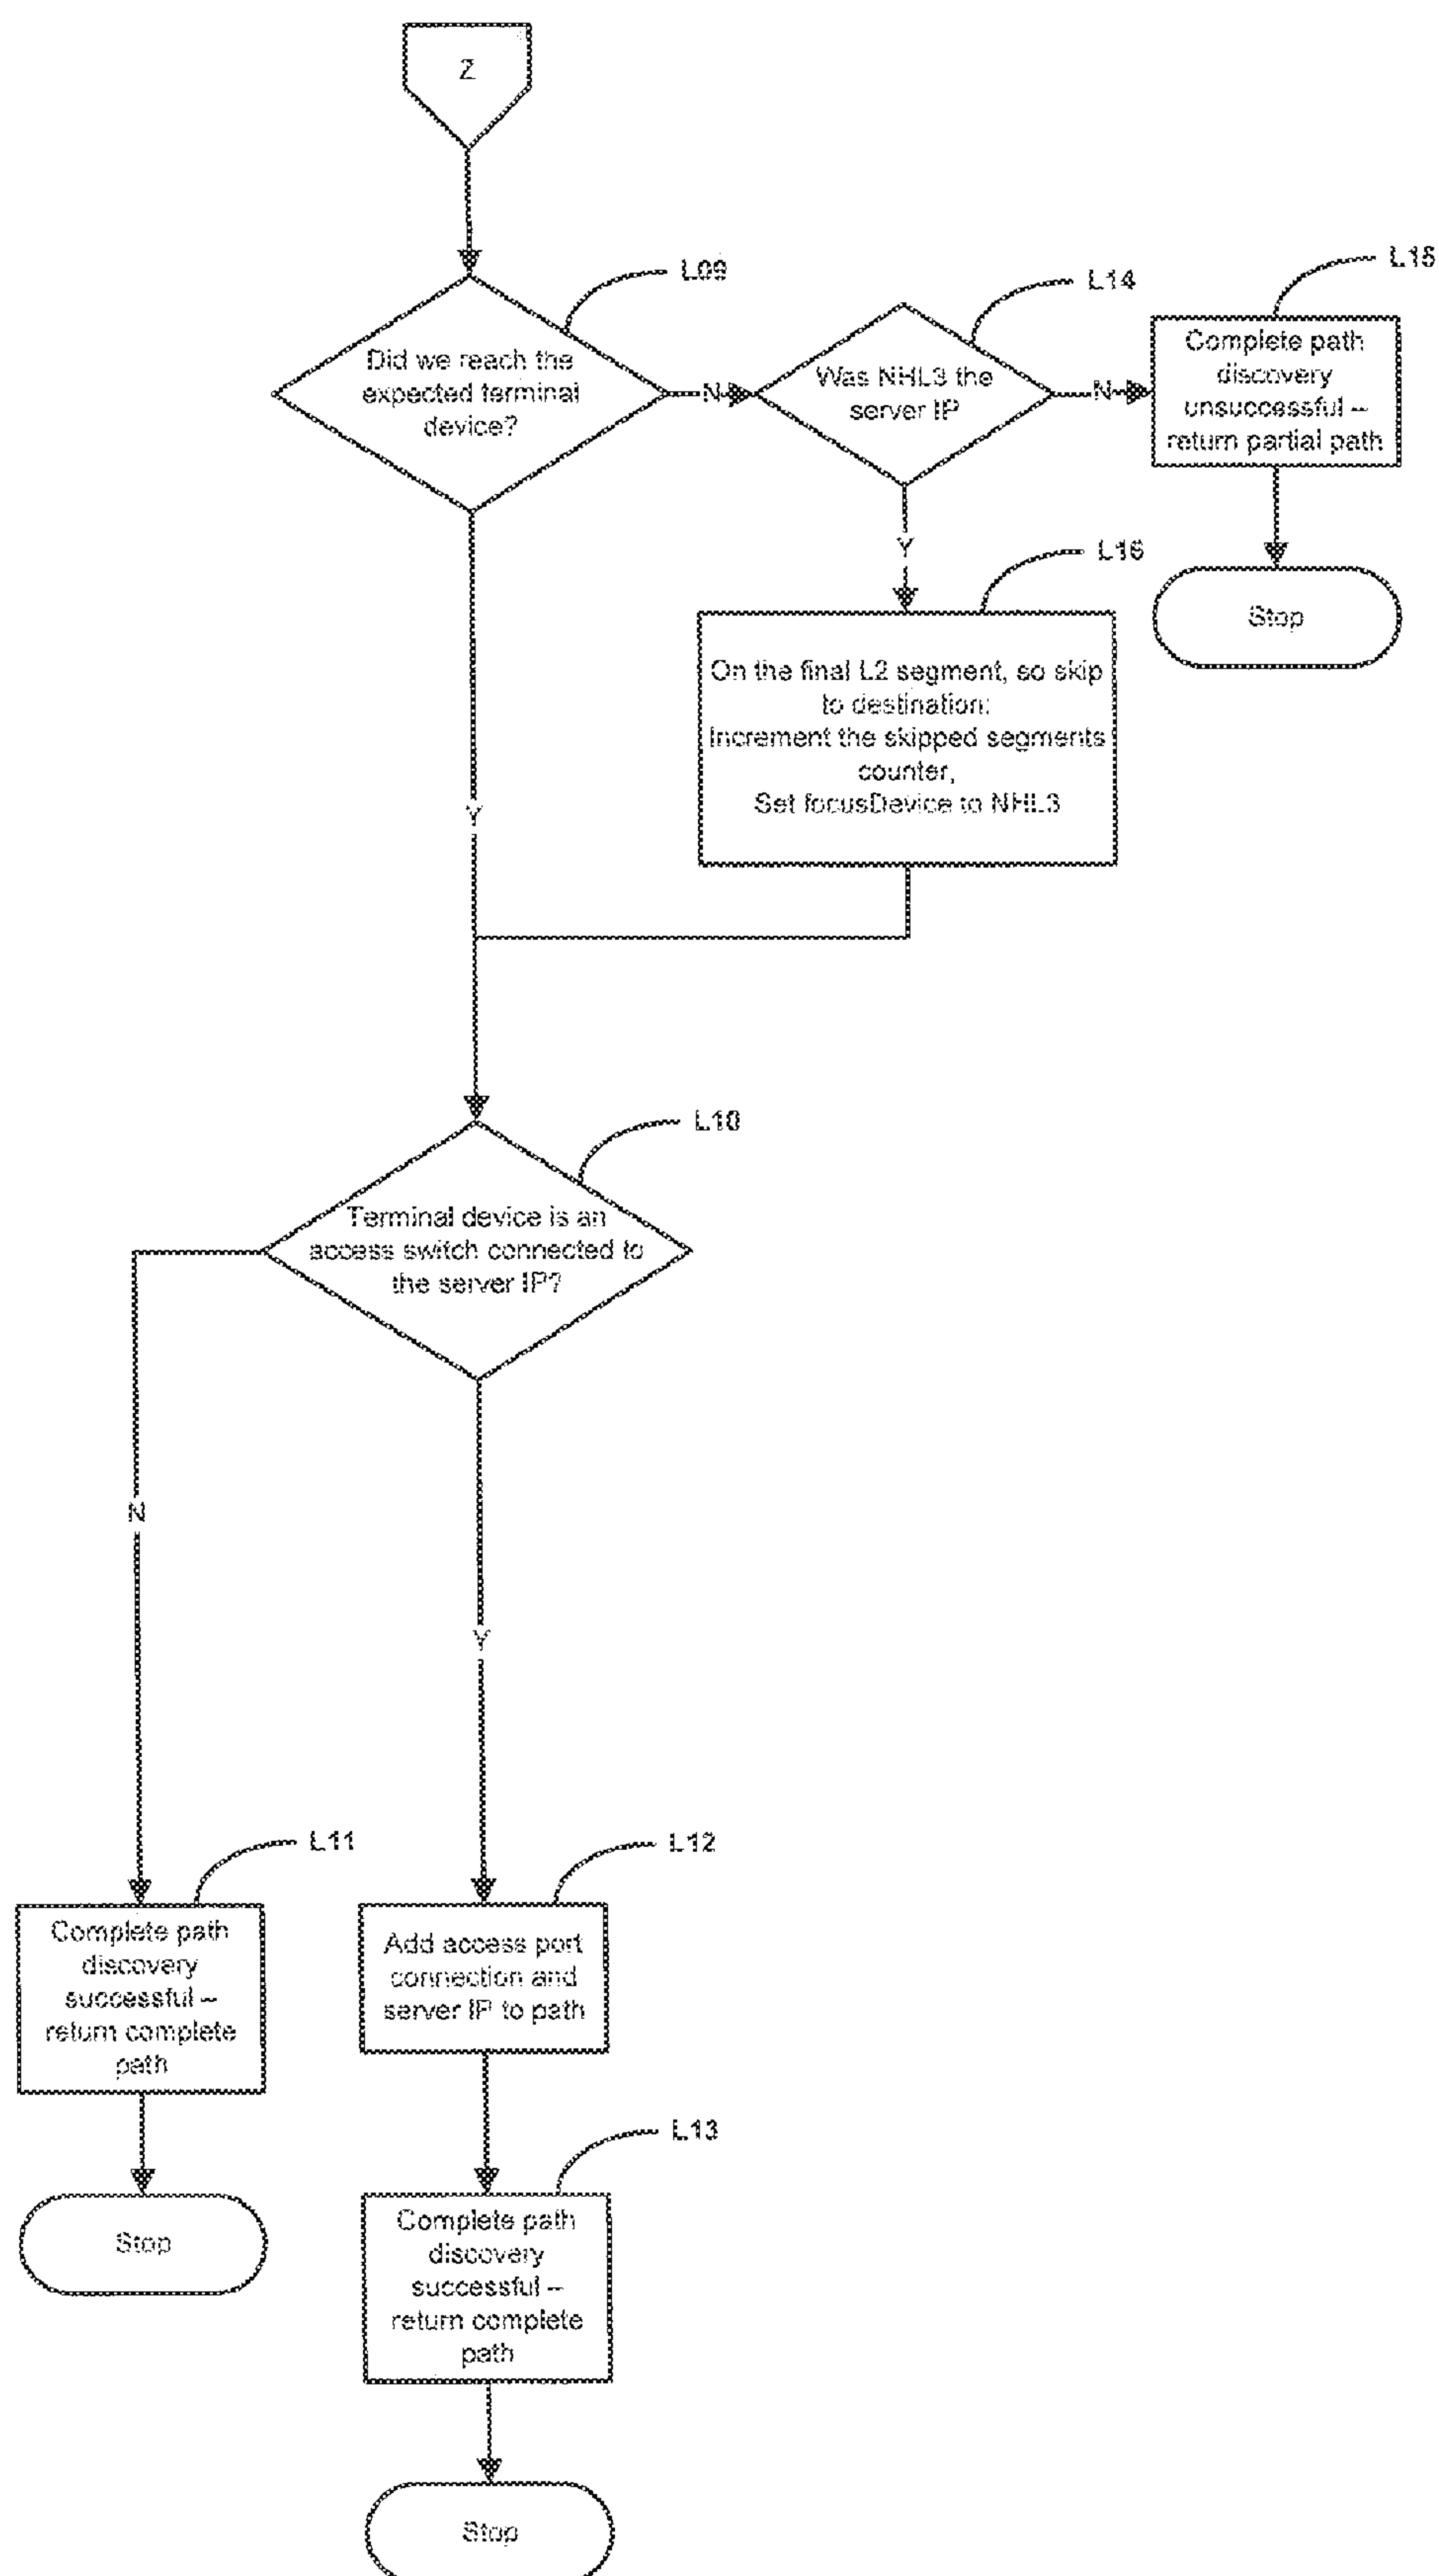 Z
L09
Did we reach the
expected terminal
device?
N
L14
Was NHL3 the
server IP
N
L15
Complete path
discovery
unsuccessful –
return partial path
Stop
Y
L16
On the final L2 segment, so skip
to destination:
Increment the skipped segments
counter,
Set focusDevice to NHL3
Y
L10
Terminal device is an
access switch connected to
the server IP?
N
Y
L11
Complete path
discovery
successful –
return complete
path
Stop
L12
Add access port
connection and
server IP to path
L13
Complete path
discovery
successful –
return complete
path
Stop